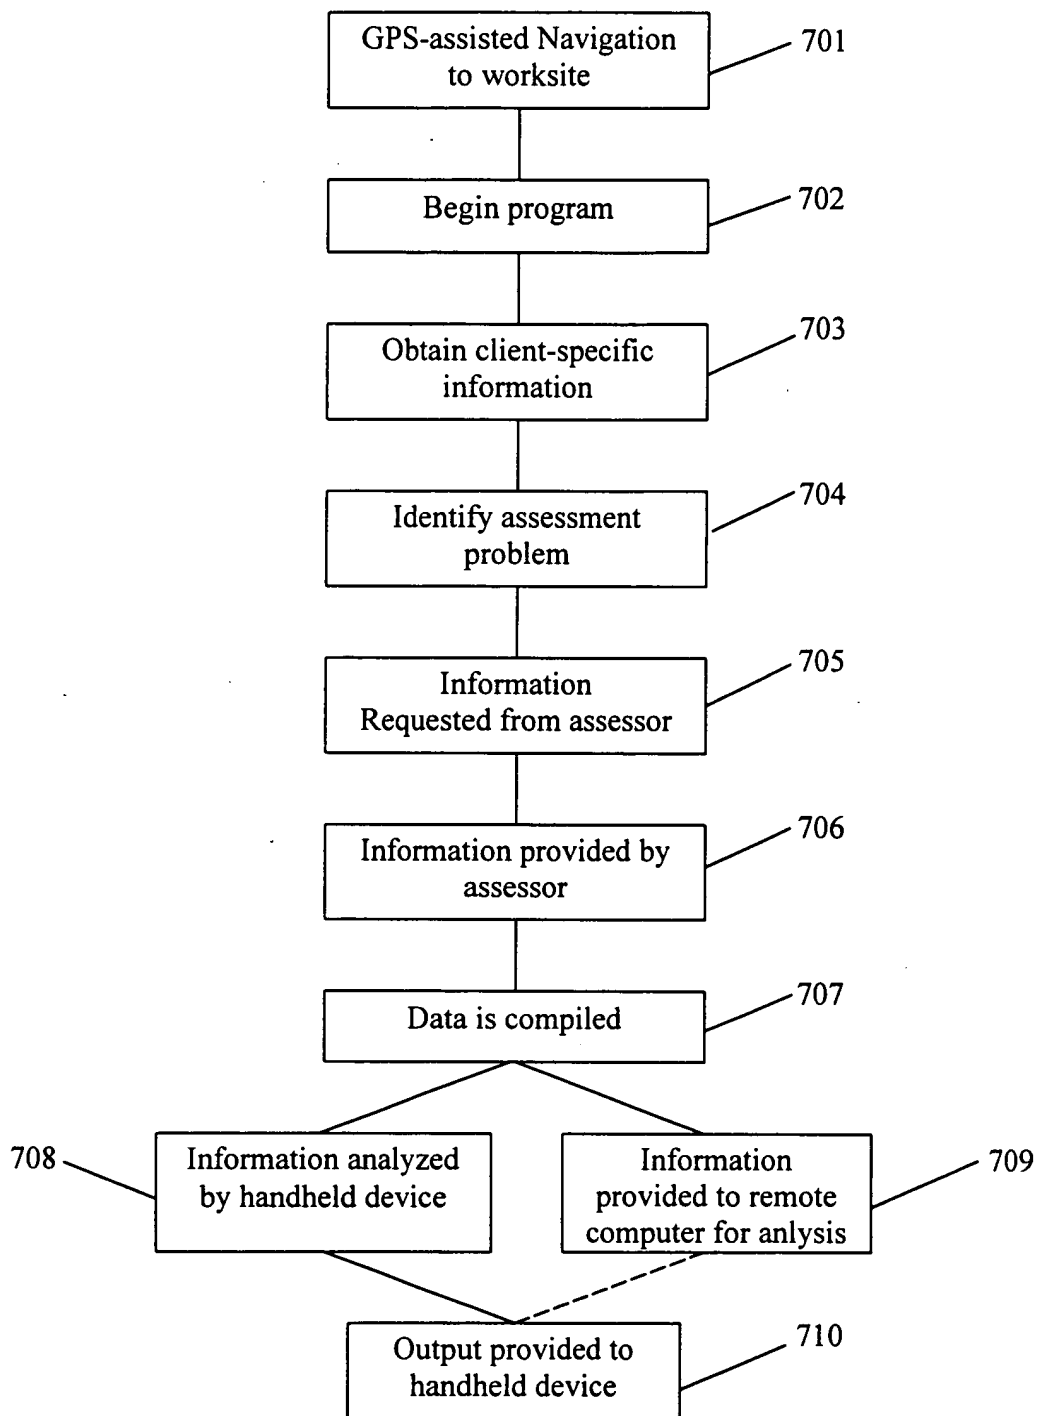 GPS-assisted Navigation
to worksite
701
Begin program
702
Obtain client-specific
information
703
Identify assessment
problem
704
Information
Requested from assessor
705
Information provided by
assessor
706
Data is compiled
707
708
Information analyzed
by handheld device
Information
provided to remote
computer for anlysis
709
Output provided to
handheld device
710